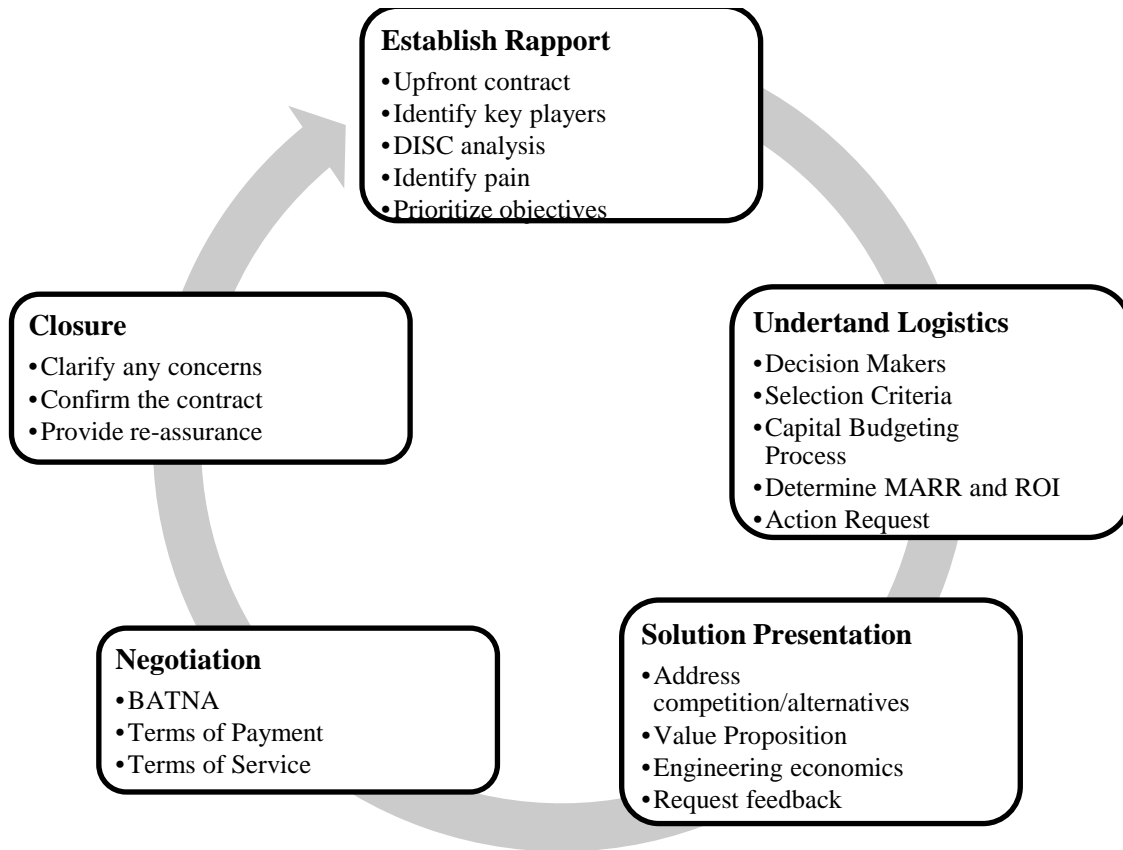 Establish Rapport
•Upfront contract
•Identify key players
•DISC analysis
•Identify pain
•Prioritize objectives
Undertand Logistics
•Decision Makers
•Selection Criteria
•Capital Budgeting
Process
•Determine MARR and ROI
•Action Request
Solution Presentation
•Address
competition/alternatives
•Value Proposition
•Engineering economics
•Request feedback
Negotiation
•BATNA
•Terms of Payment
•Terms of Service
Closure
•Clarify any concerns
•Confirm the contract
•Provide re-assurance